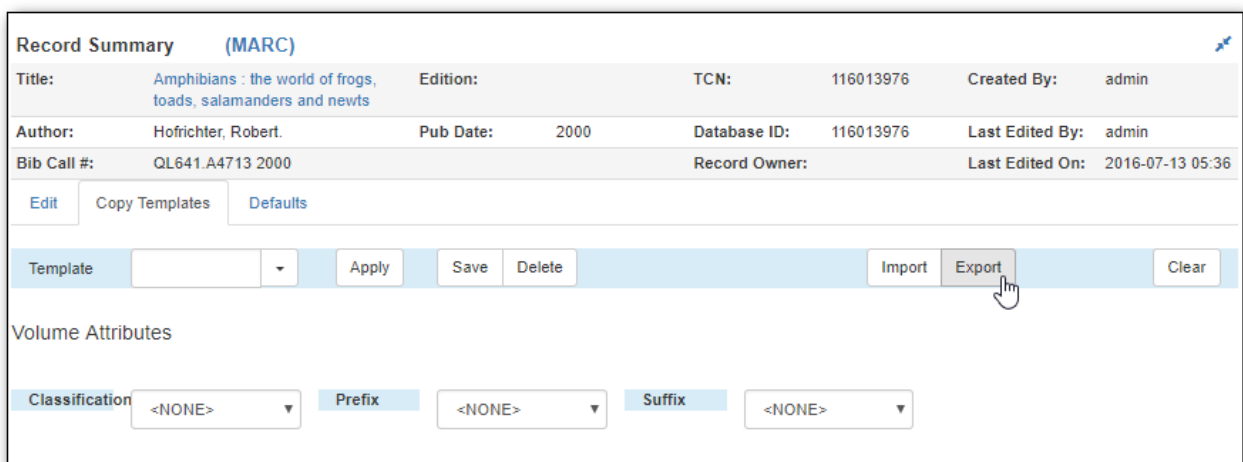 Record Summary (MARC)
Title: Amphibians : the world of frogs, Edition: TCN: 116013976 Created By: admin
toads, salamanders and newts
Author: Hofrichter, Robert. Pub Date: 2000 Database ID: 116013976 Last Edited By: admin
Bib Call #: QL641.A4713 2000 Record Owner: Last Edited On: 2016-07-13 05:36
Edit Copy Templates Defaults
Template Apply Save Delete Import Export Clear
Volume Attributes
Classification <NONE> Prefix <NONE> Suffix <NONE>